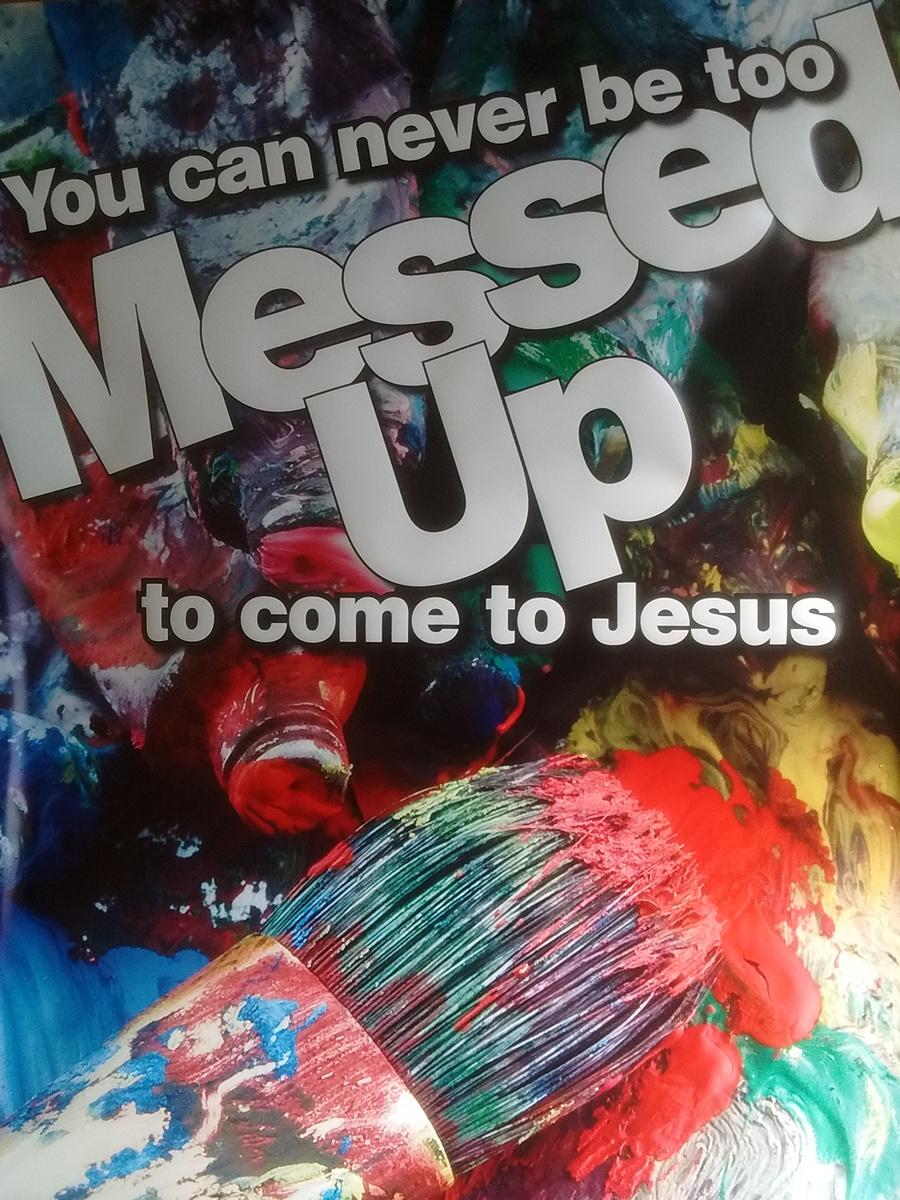 You can never be too
Messed
Up
to come to Jesus